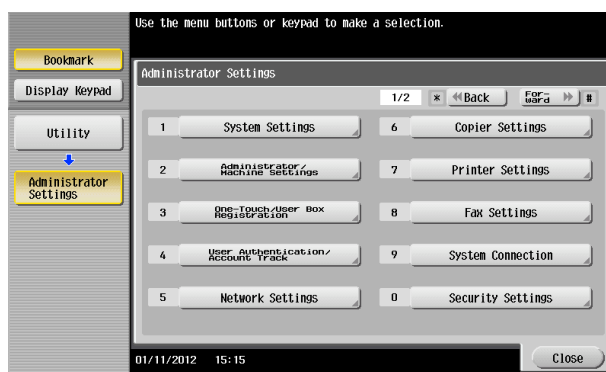 Use the menu buttons or keypad to make a selection.
Bookmark
Display Keypad
Utility
Administrator
Settings
Administrator Settings
1/2 * Back For-
ward #
1 System Settings
2 Administrator/
Machine Settings
3 One-Touch/User Box
Registration
4 User Authentication/
Account Track
5 Network Settings
6 Copier Settings
7 Printer Settings
8 Fax Settings
9 System Connection
0 Security Settings
01/11/2012 15:15
Close